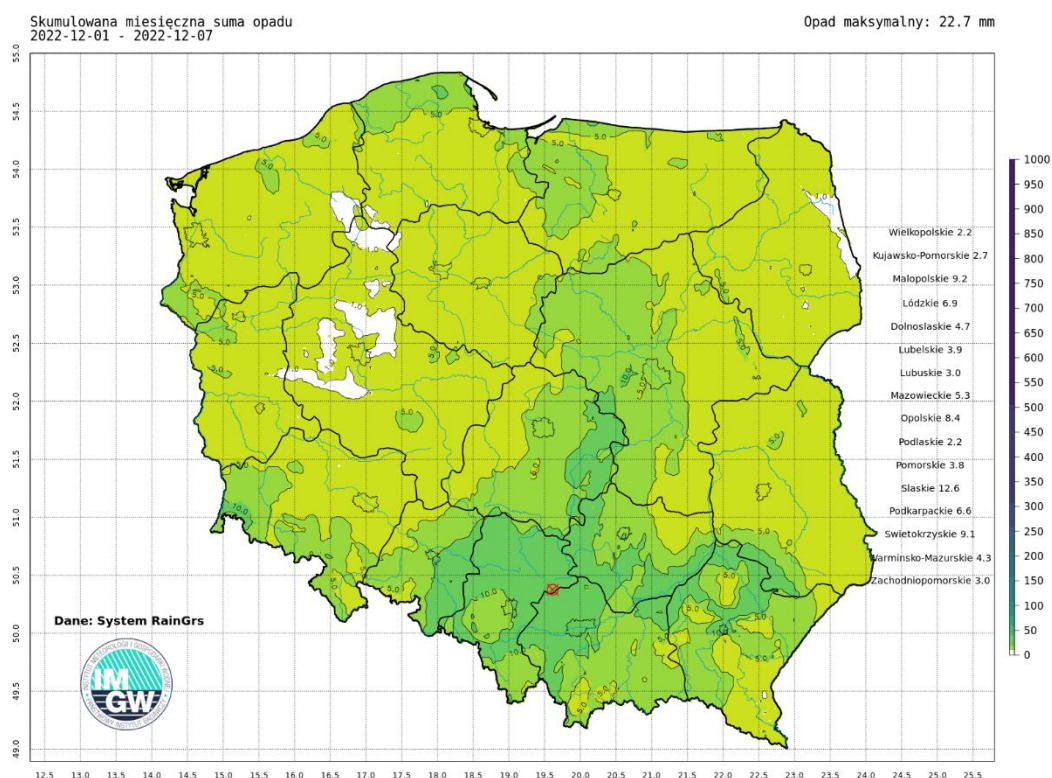 Skumulowana miesięczna suma opadu
2022-12-01 - 2022-12-07
Opad maksymalny: 22.7 mm
55.0
54.5
54.0
53.5
53.0
52.5
52.0
51.5
51.0
50.5
50.0
49.5
49.0
Wielkopolskie 2.2
Kujawsko-Pomorskie 2.7
Malopolskie 9.2
Lódzkie 6.9
Dolnoslaskie 4.7
Lubelskie 3.9
Lubuskie 3.0
Mazowieckie 5.3
Opolskie 8.4
Podlaskie 2.2
Pomorskie 3.8
Slaskie 12.6
Podkarpackie 6.6
Swietokrzyskie 9.1
Warminsko-Mazurskie 4.3
Zachodniopomorskie 3.0
1000
950
900
850
800
750
700
650
600
550
500
450
400
350
300
250
200
150
100
50
0
Dane: System RainGrs
IM
GW
12.5 13.0 13.5 14.0 14.5 15.0 15.5 16.0 16.5 17.0 17.5 18.0 18.5 19.0 19.5 20.0 20.5 21.0 21.5 22.0 22.5 23.0 23.5 24.0 24.5 25.0 25.5